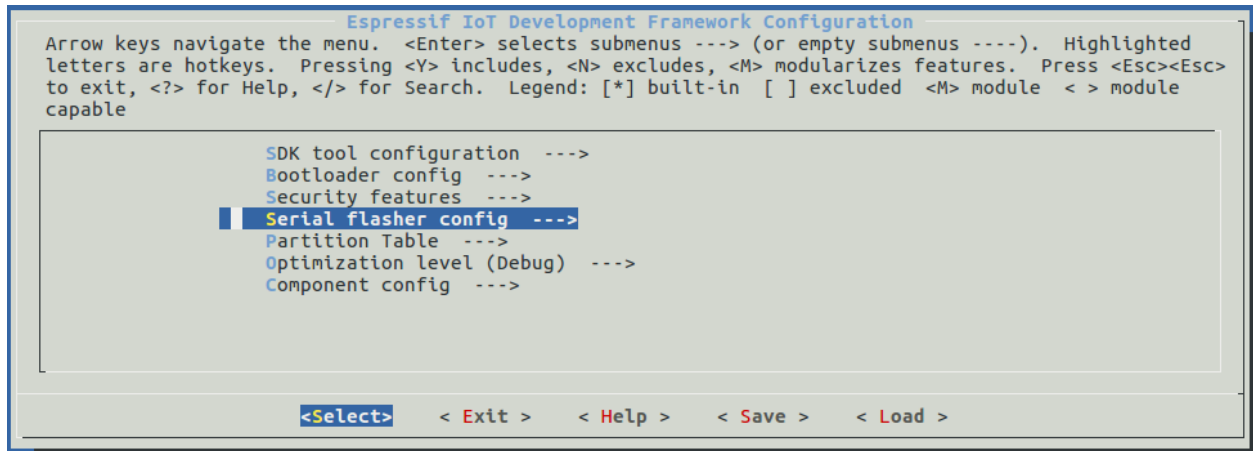 Espressif IoT Development Framework Configuration
Arrow keys navigate the menu.  <Enter> selects submenus ---> (or empty submenus ----).  Highlighted
letters are hotkeys.  Pressing <Y> includes, <N> excludes, <M> modularizes features.  Press <Esc><Esc>
to exit, <?> for Help, </> for Search.  Legend: [*] built-in  [ ] excluded  <M> module  < > module
capable
SDK tool configuration  --->
Bootloader config  --->
Security features  --->
Serial flasher config  --->
Partition Table  --->
Optimization level (Debug)  --->
Component config  --->
<Select>    < Exit >    < Help >    < Save >    < Load >